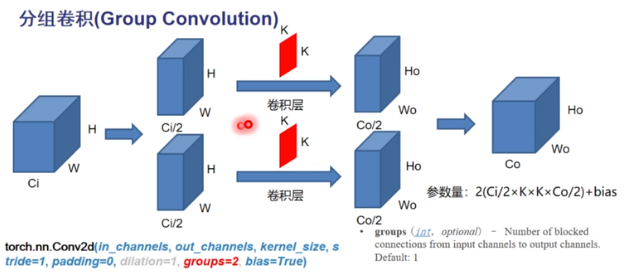 分组卷积(Group Convolution)
K
K
H
W
Ci/2
卷积层
Ho
Wo
Co/2
H
W
Ci
co
K
K
H
W
Ci/2
卷积层
Ho
Wo
Co/2
Ho
Wo
Co
参数量：2(Ci/2×K×K×Co/2)+bias
torch.nn.Conv2d(in_channels, out_channels, kernel_size, s
tride=1, padding=0, dilation=1, groups=2, bias=True)
• groups (int, optional) – Number of blocked
connections from input channels to output channels.
Default: 1